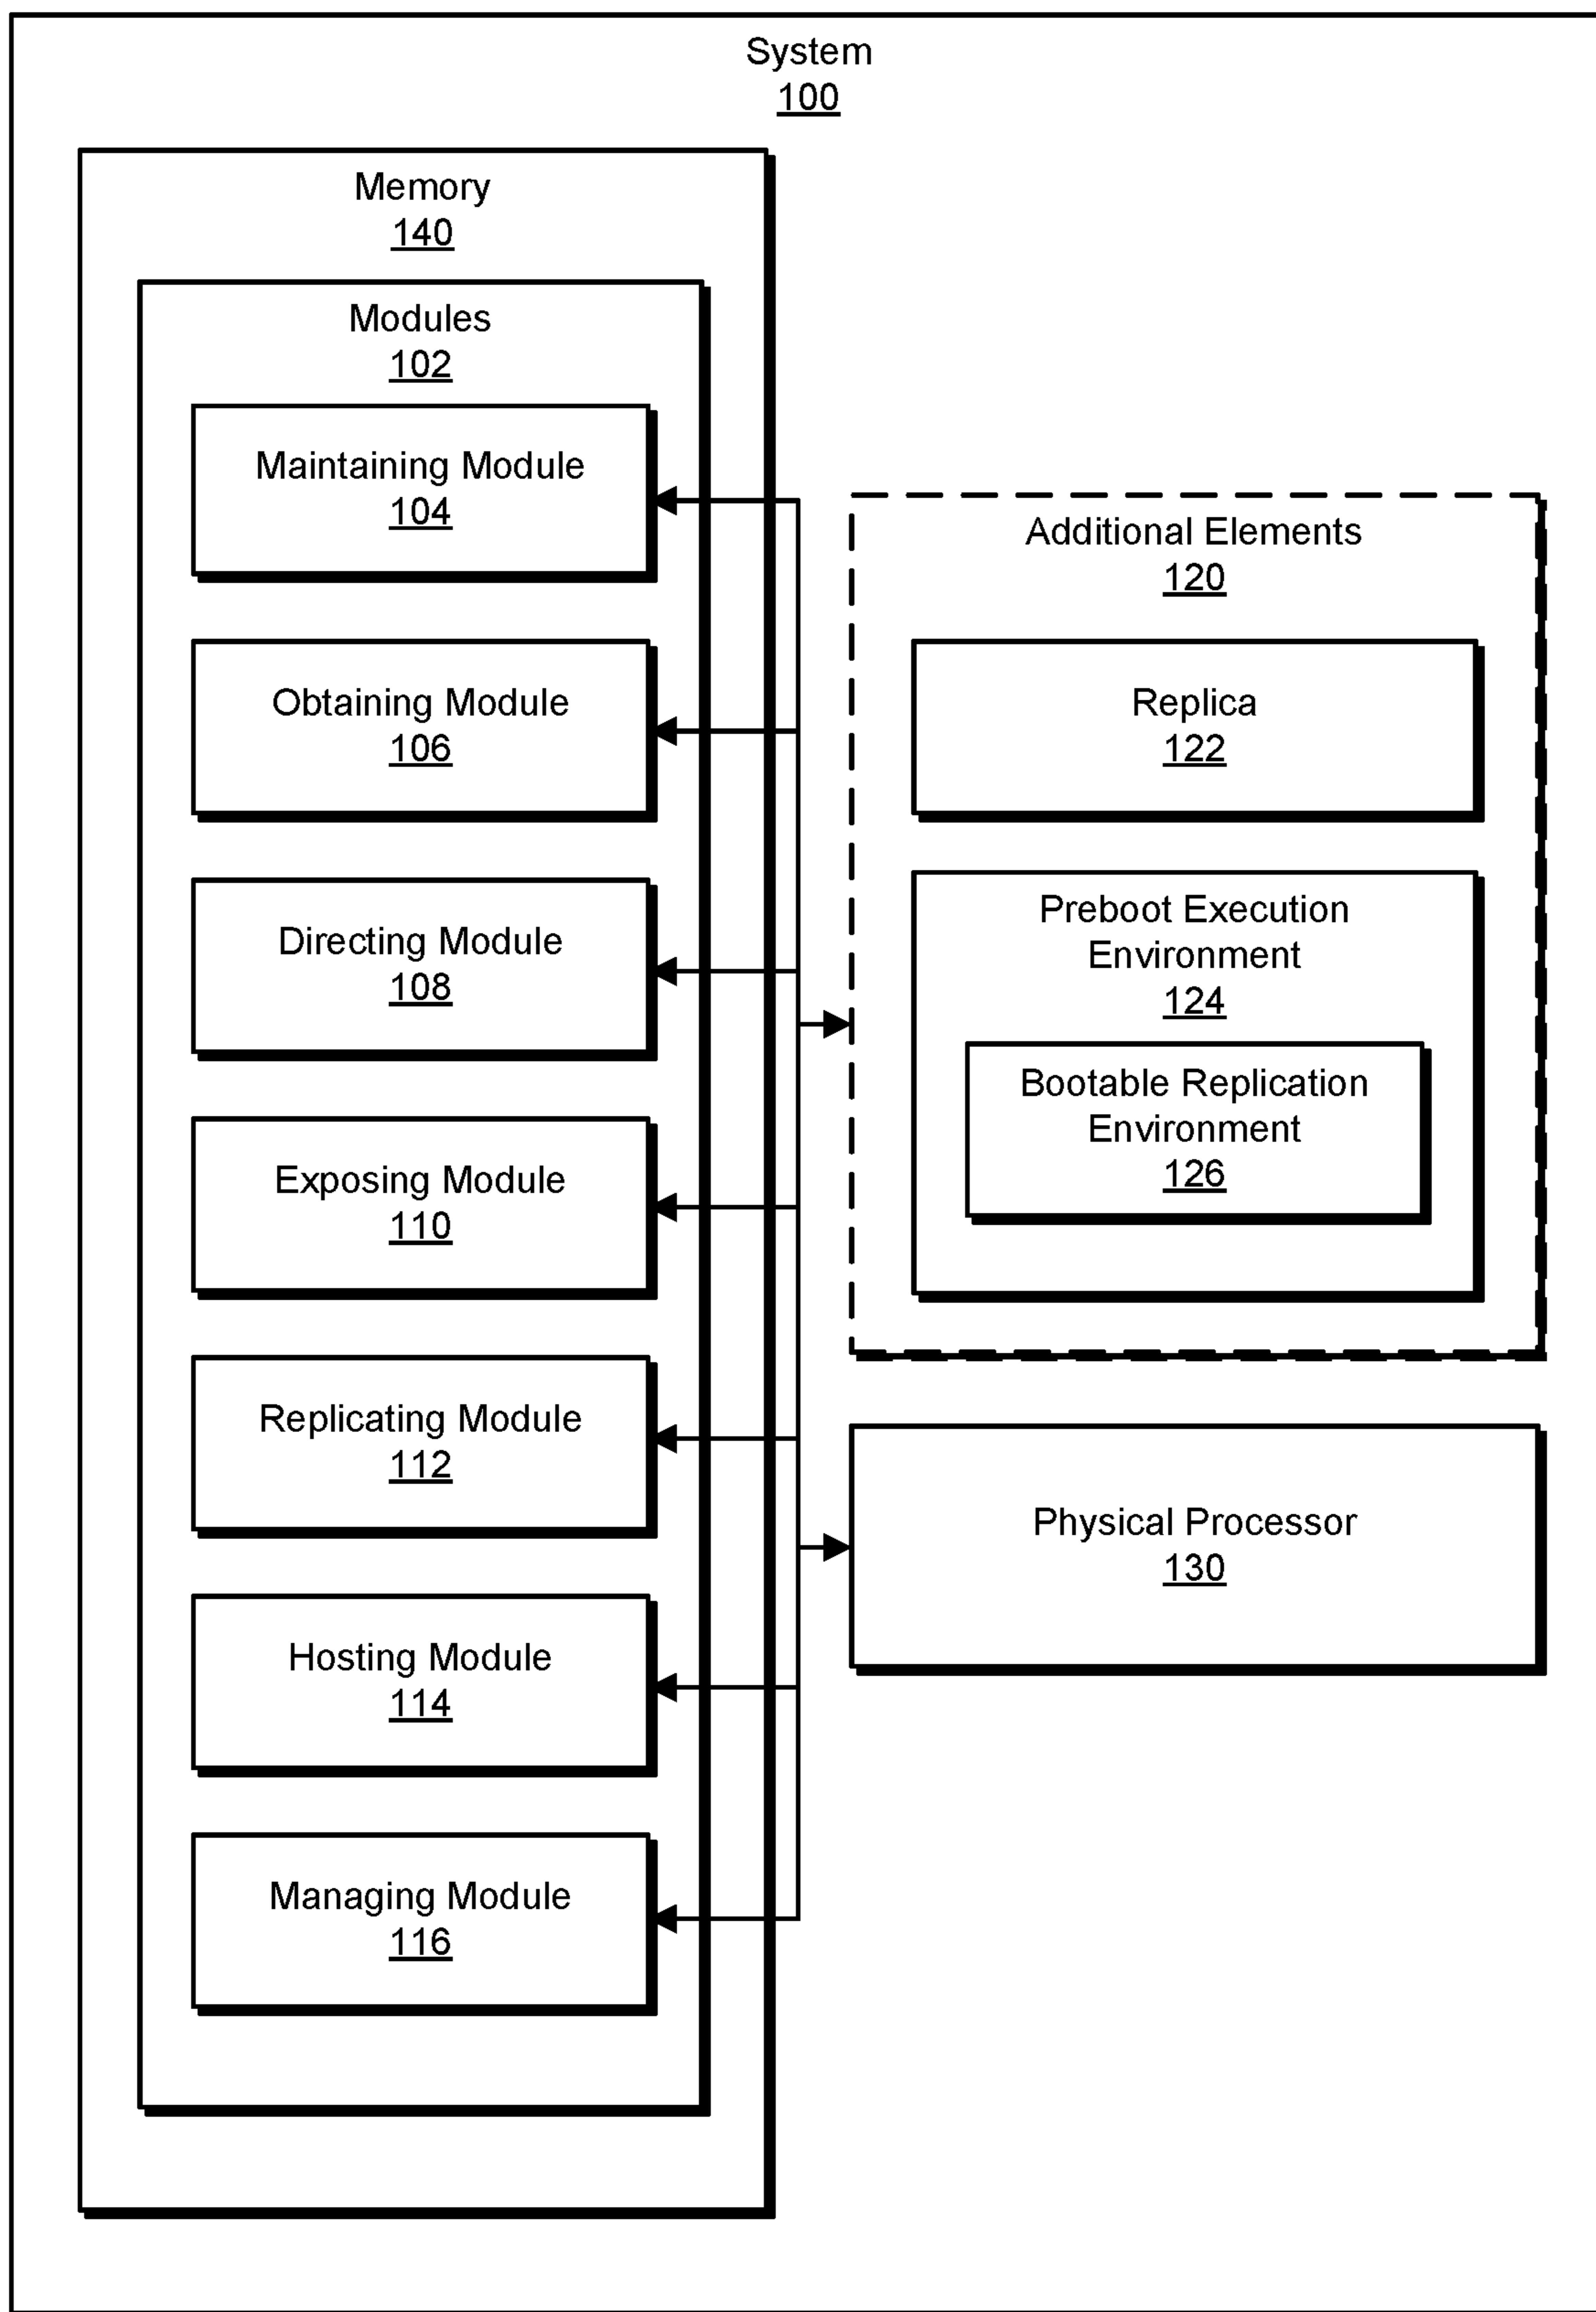 System
100
Memory
140
Modules
102
Maintaining Module
104
Obtaining Module
106
Directing Module
108
Exposing Module
110
Replicating Module
112
Hosting Module
114
Managing Module
116
Additional Elements
120
Replica
122
Preboot Execution
Environment
124
Bootable Replication
Environment
126
Physical Processor
130